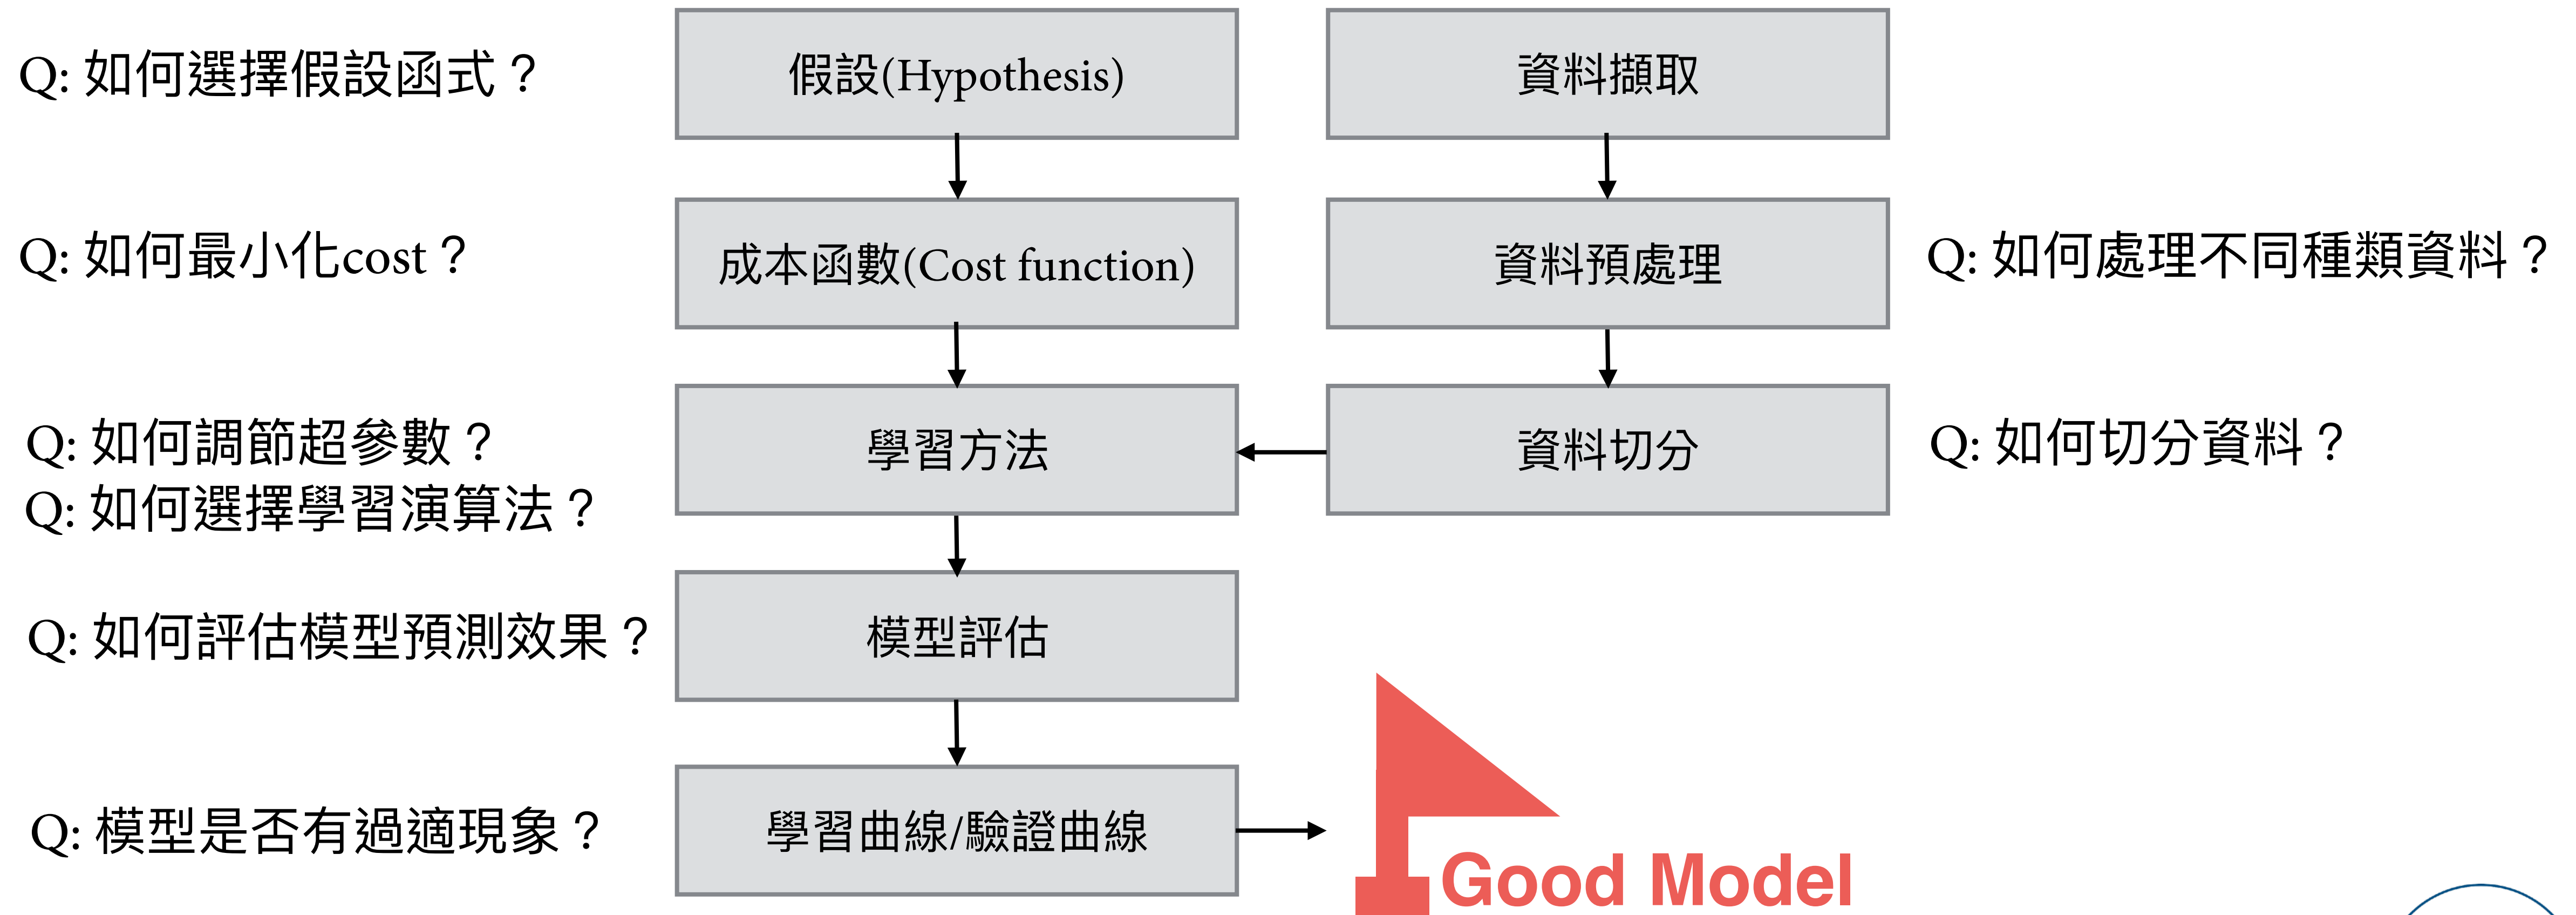 Q: 如何選擇假設函式？
假設(Hypothesis)
資料擷取
Q: 如何最小化cost？
成本函數(Cost function)
資料預處理
Q: 如何處理不同種類資料？
Q: 如何調節超參數？
Q: 如何選擇學習演算法？
學習方法
資料切分
Q: 如何切分資料？
Q: 如何評估模型預測效果？
模型評估
Q: 模型是否有過適現象？
學習曲線/驗證曲線
Good Model